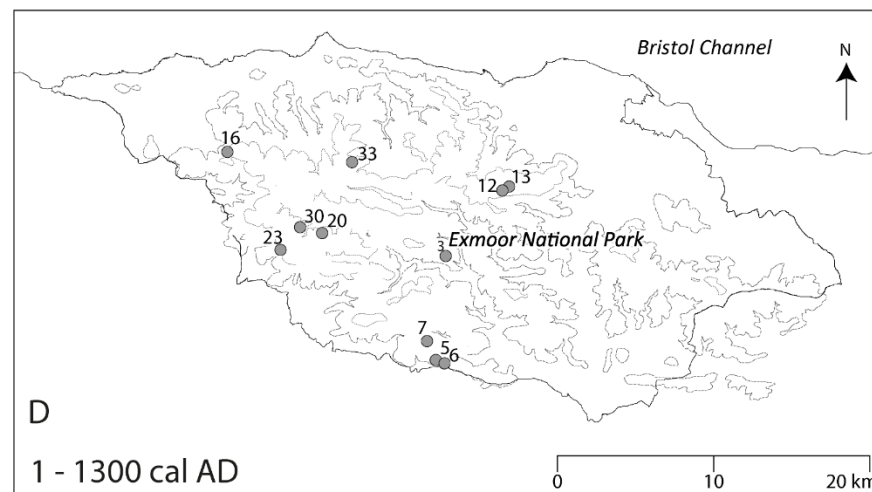 Bristol Channel
N
16
33
12 13
30 20
23
3 Exmoor National Park
7
5 6
D
1 - 1300 cal AD
0 10 20 km